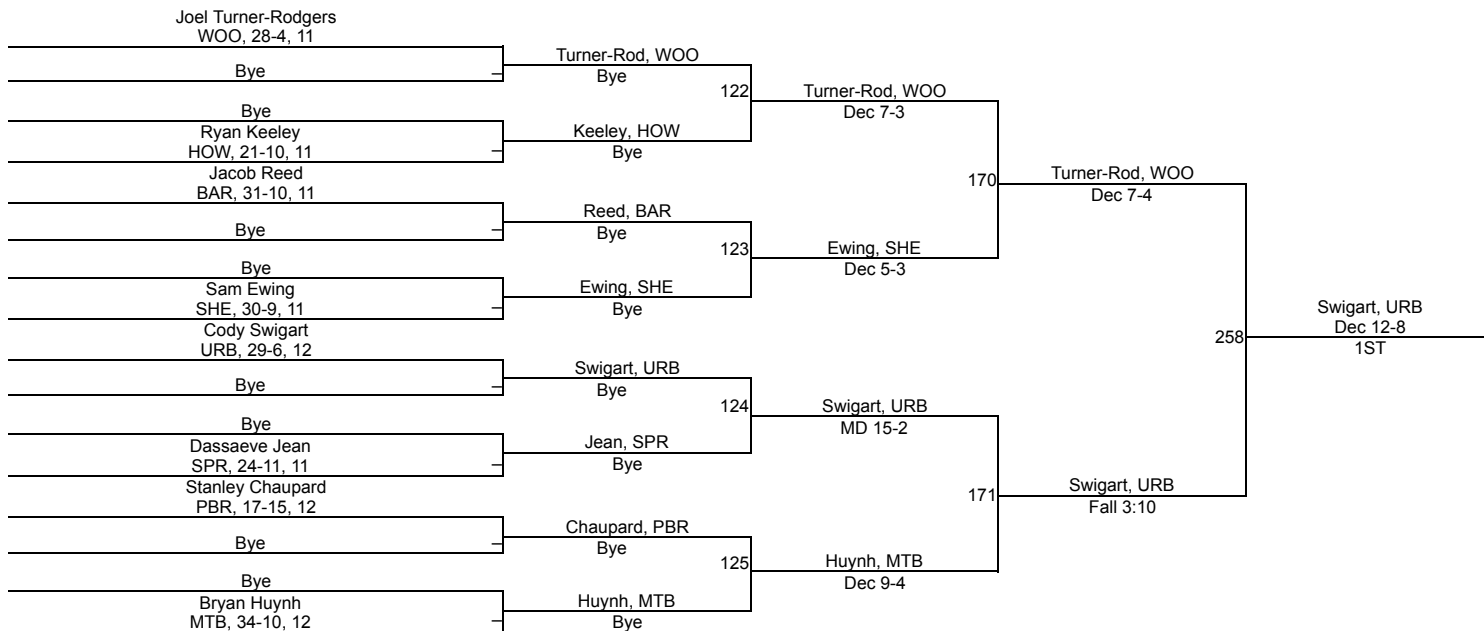 Joel Turner-Rodgers
WOO, 28-4, 11
Bye
Bye
Ryan Keeley
HOW, 21-10, 11
Jacob Reed
BAR, 31-10, 11
Bye
Bye
Sam Ewing
SHE, 30-9, 11
Cody Swigart
URB, 29-6, 12
Bye
Bye
Dassaeve Jean
SPR, 24-11, 11
Stanley Chaupard
PBR, 17-15, 12
Bye
Bye
Bryan Huynh
MTB, 34-10, 12
Turner-Rod, WOO
Bye
Keeley, HOW
Bye
Reed, BAR
Bye
Ewing, SHE
Bye
Swigart, URB
Bye
Jean, SPR
Bye
Chaupard, PBR
Bye
Huynh, MTB
Bye
122
123
124
125
Turner-Rod, WOO
Dec 7-3
Ewing, SHE
Dec 5-3
Swigart, URB
MD 15-2
Huynh, MTB
Dec 9-4
170
171
Turner-Rod, WOO
Dec 7-4
Swigart, URB
Fall 3:10
258
Swigart, URB
Dec 12-8
1ST